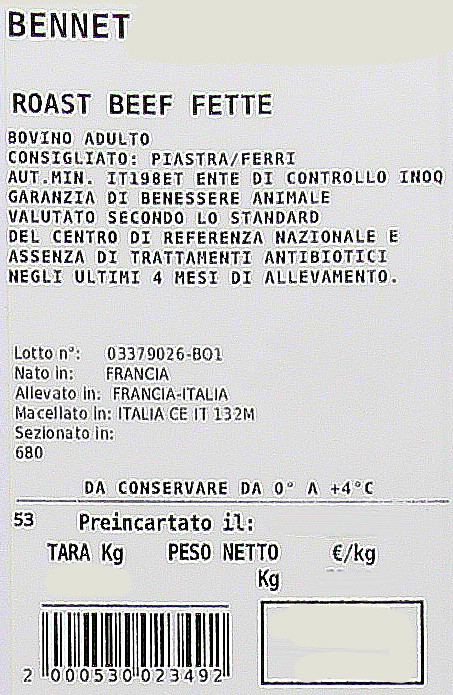 BENNET
ROAST BEEF FETTE
BOVINO ADULTO
CONSIGLIATO: PIASTRA/FERRI
AUT.MIN. IT198ET ENTE DI CONTROLLO INOQ
GARANZIA DI BENESSERE ANIMALE
VALUTATO SECONDO LO STANDARD
DEL CENTRO DI REFERENZA NAZIONALE E
ASSENZA DI TRATTAMENTI ANTIBIOTICI
NEGLI ULTIMI 4 MESI DI ALLEVAMENTO.
Lotto n°: 03379026-BO1
Nato in: FRANCIA
Allevato in: FRANCIA-ITALIA
Macellato in: ITALIA CE IT 132M
Sezionato in:
680
DA CONSERVARE DA 0° A +4°C
53 Preincartato il:
TARA Kg PESO NETTO €/kg
Kg
2 000530 023492